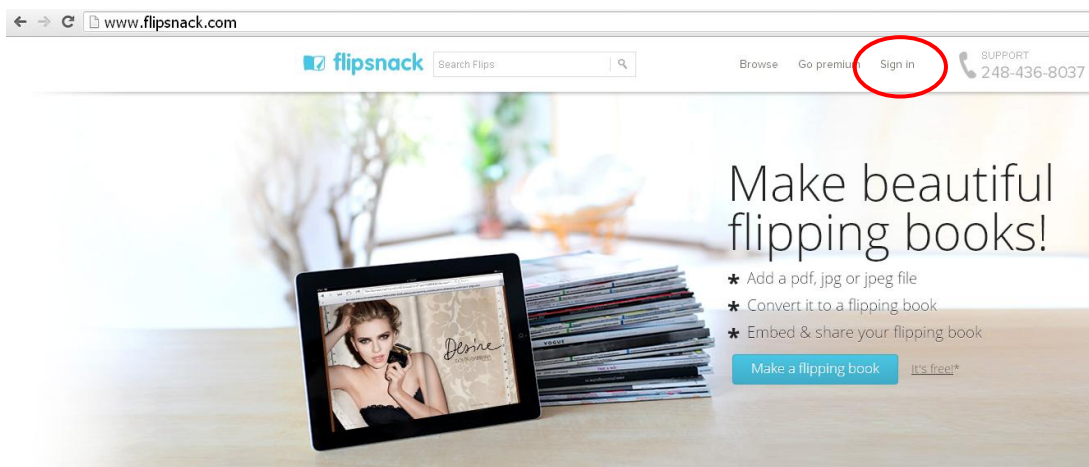 www.flipsnack.com
flipsnack
Search Flips
Browse Go premium Sign in
SUPPORT
248-436-8037
Make beautiful
flipping books!
* Add a pdf, jpg or jpeg file
* Convert it to a flipping book
* Embed & share your flipping book
Make a flipping book It's free!*
Desire
VOGUE